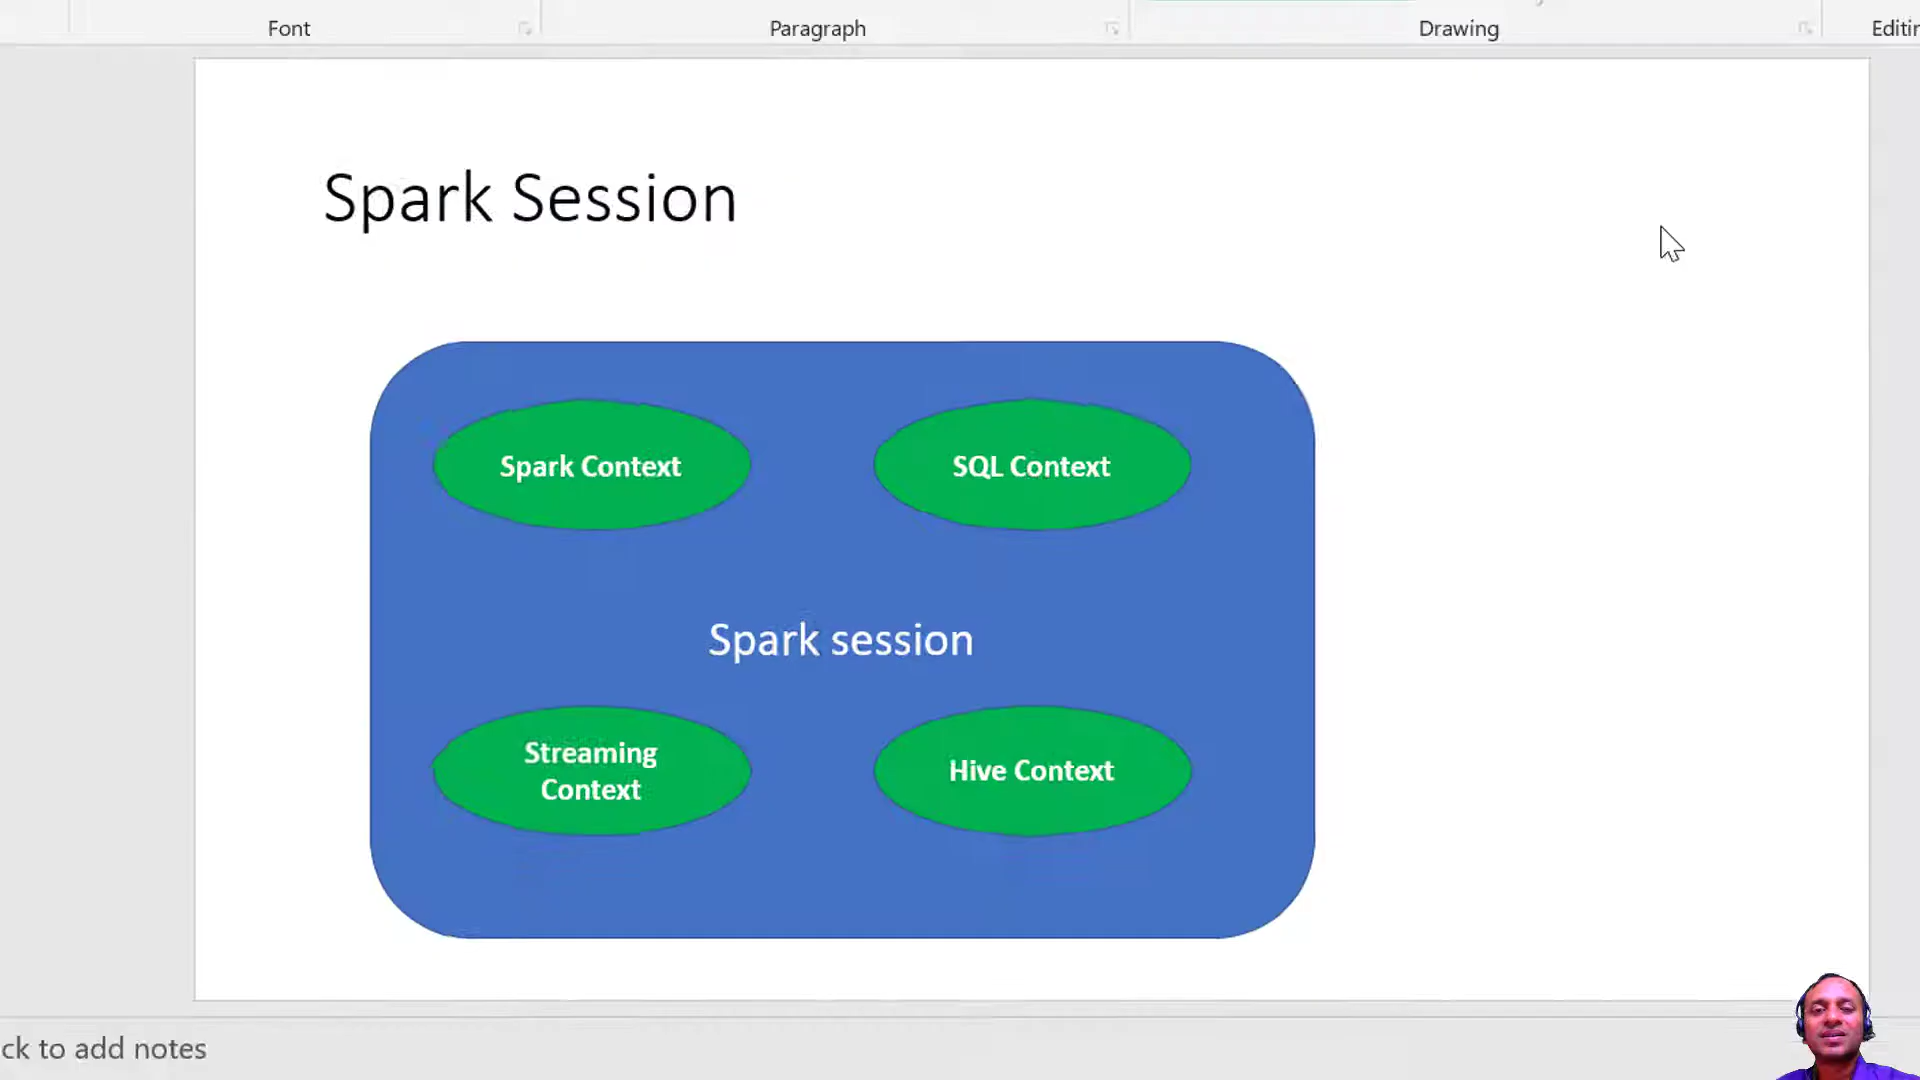 Font
Paragraph
Drawing
Editin
Spark Session
Spark Context
SQL Context
Spark session
Streaming
Context
Hive Context
ck to add notes